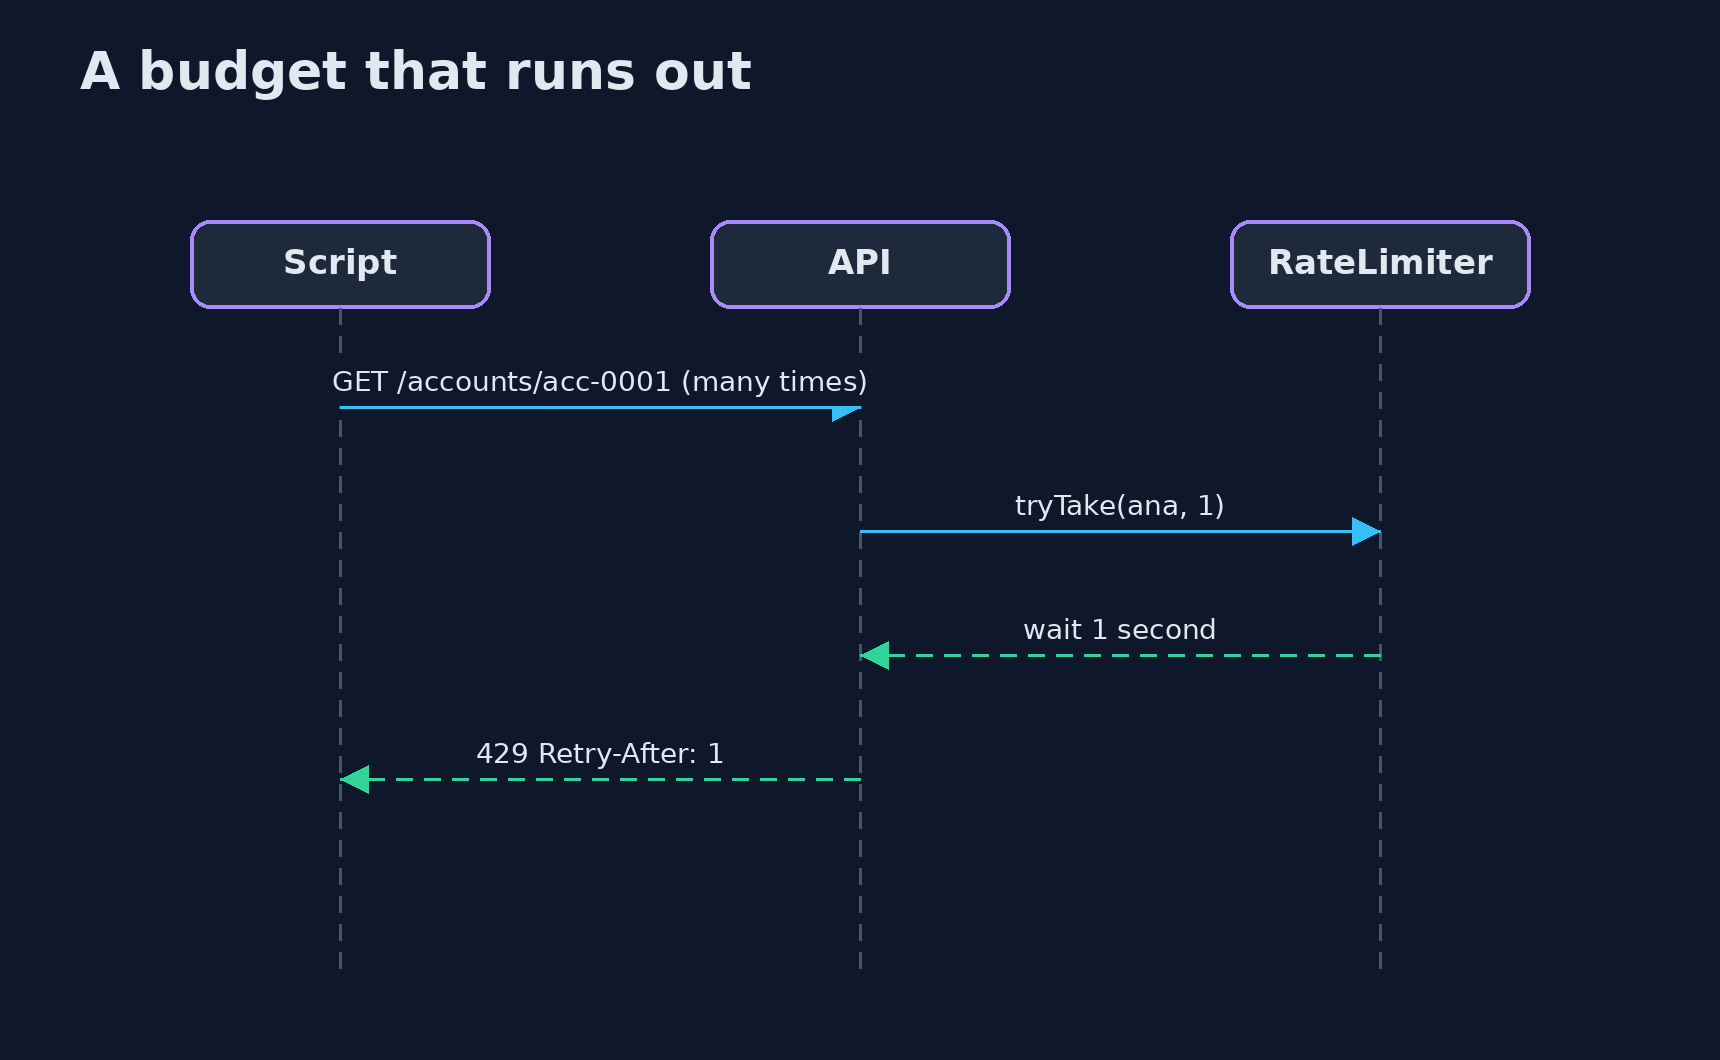 A budget that runs out
Script
API
RateLimiter
GET /accounts/acc-0001 (many times)
tryTake(ana, 1)
wait 1 second
429 Retry-After: 1